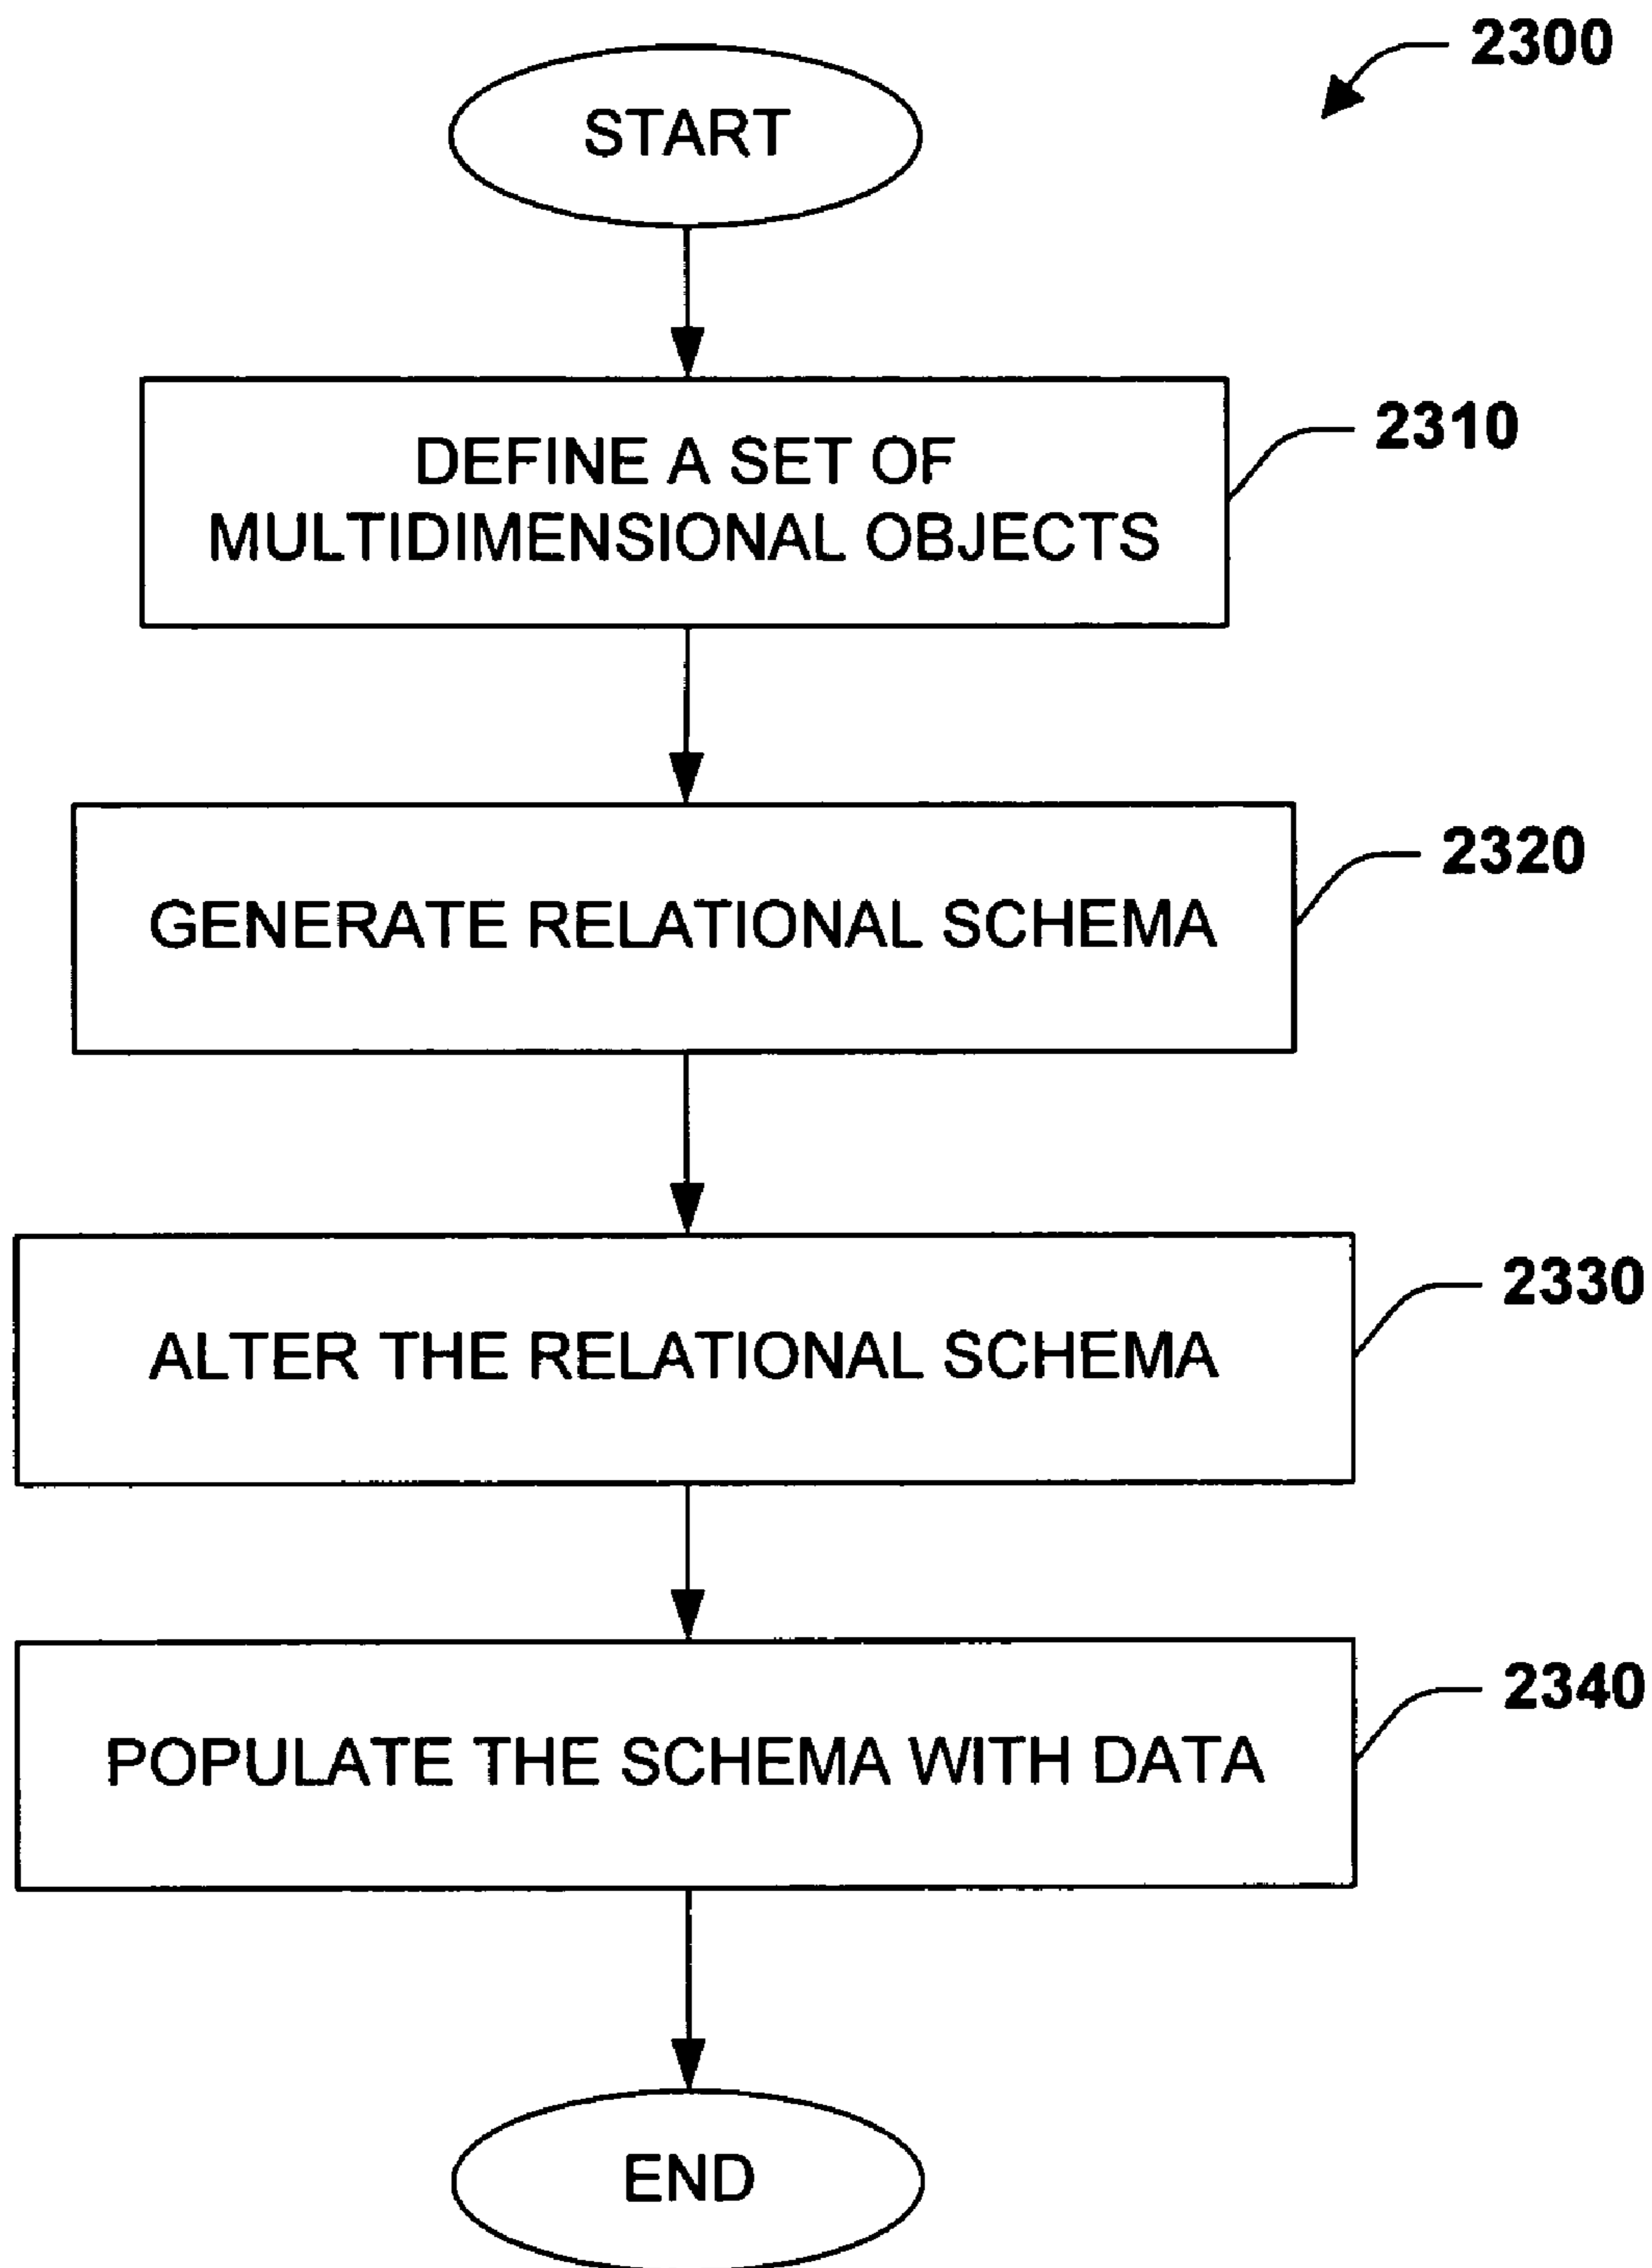 2300
START
DEFINE A SET OF
MULTIDIMENSIONAL OBJECTS
2310
GENERATE RELATIONAL SCHEMA
2320
ALTER THE RELATIONAL SCHEMA
2330
POPULATE THE SCHEMA WITH DATA
2340
END